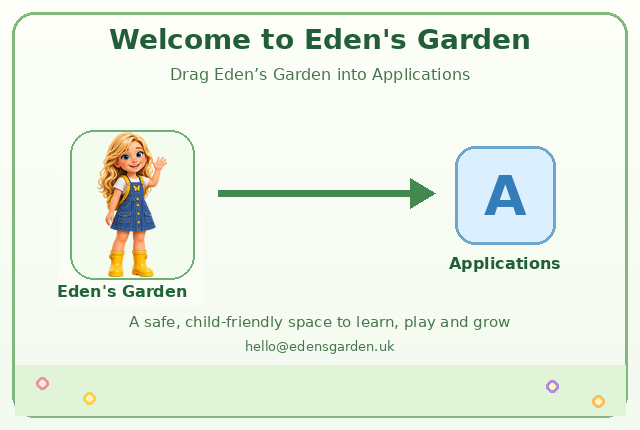 Welcome to Eden's Garden
Drag Eden’s Garden into Applications
A
Applications
Eden's Garden
A safe, child-friendly space to learn, play and grow
hello@edensgarden.uk